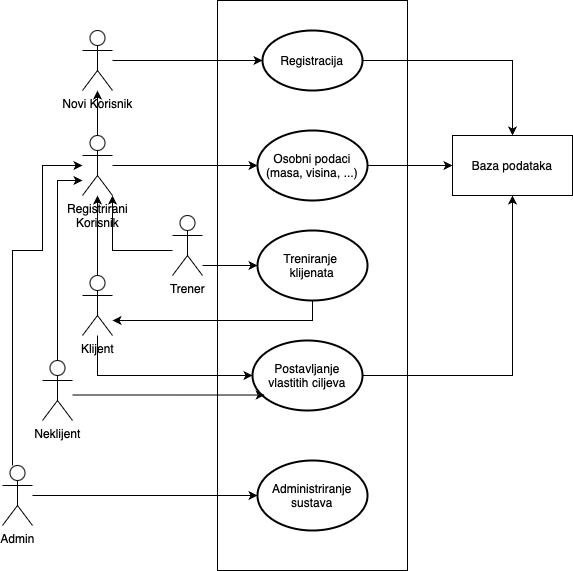 Registracija
Novi Korisnik
Osobni podaci
(masa, visina, ...)
Baza podataka
Registrirani
Korisnik
Treniranje
klijenata
Trener
Klijent
Postavljanje
vlastitih ciljeva
Neklijent
Administriranje
sustava
Admin